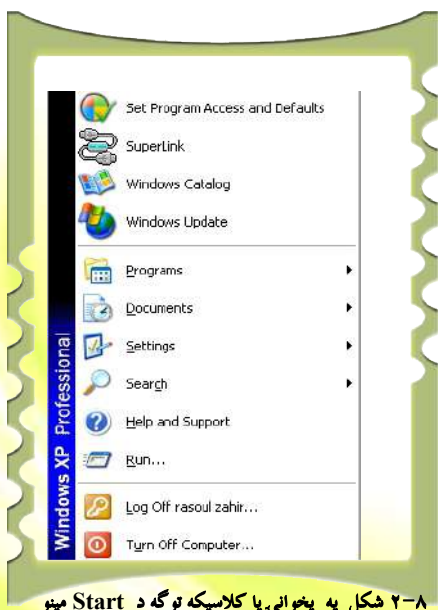 Set Program Access and Defaults
SuperLink
Windows Catalog
Windows Update
Programs
Documents
Settings
Search
Help and Support
Run...
Log Off rasoul zahir...
Turn Off Computer...
Windows XP Professional
۲-۸ شکل په پخوانی یا کلاسیکه توګه د Start مینو